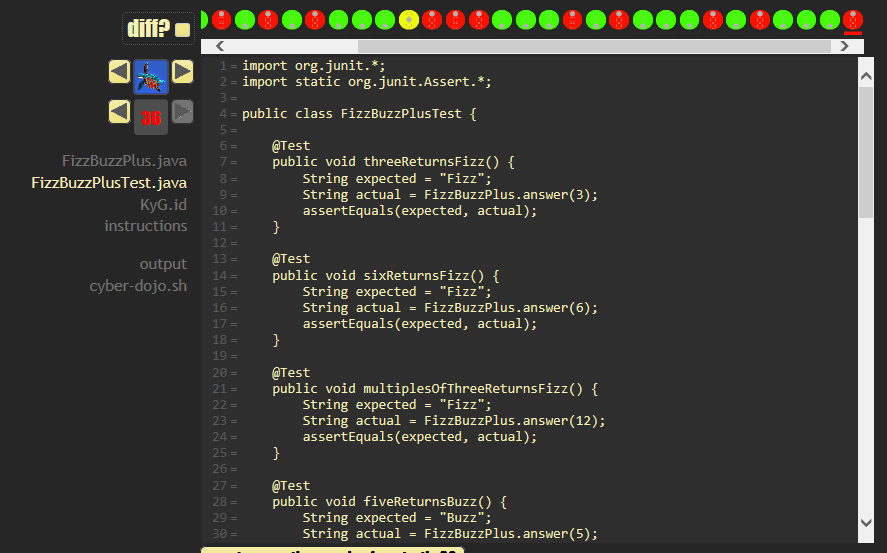 diff?
38
FizzBuzzPlus.java
FizzBuzzPlusTest.java
KyG.id
instructions
output
cyber-dojo.sh
1 = import org.junit.*;
2 = import static org.junit.Assert.*;
3 =
4 = public class FizzBuzzPlusTest {
5 =
6 =     @Test
7 =     public void threeReturnsFizz() {
8 =         String expected = "Fizz";
9 =         String actual = FizzBuzzPlus.answer(3);
10 =         assertEquals(expected, actual);
11 =     }
12 =
13 =     @Test
14 =     public void sixReturnsFizz() {
15 =         String expected = "Fizz";
16 =         String actual = FizzBuzzPlus.answer(6);
17 =         assertEquals(expected, actual);
18 =     }
19 =
20 =     @Test
21 =     public void multiplesOfThreeReturnsFizz() {
22 =         String expected = "Fizz";
23 =         String actual = FizzBuzzPlus.answer(12);
24 =         assertEquals(expected, actual);
25 =     }
26 =
27 =     @Test
28 =     public void fiveReturnsBuzz() {
29 =         String expected = "Buzz";
30 =         String actual = FizzBuzzPlus.answer(5);